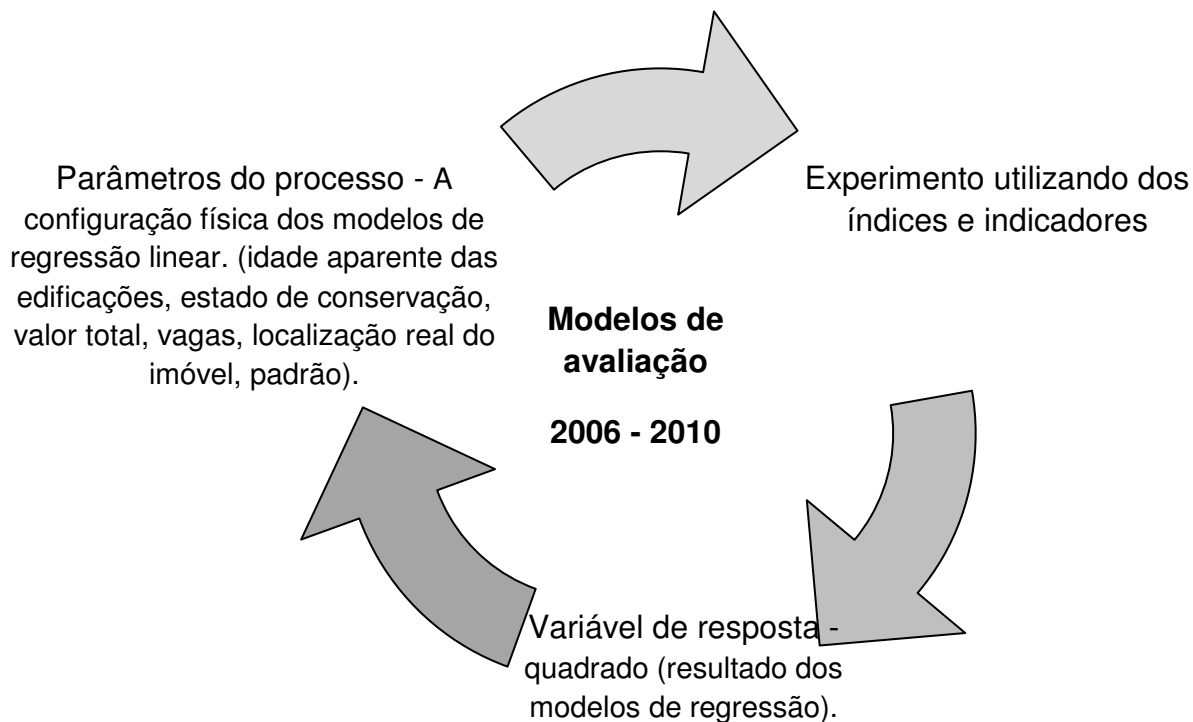 Parâmetros do processo - A
configuração física dos modelos de
regressão linear. (idade aparente das
edificações, estado de conservação,
valor total, vagas, localização real do
imóvel, padrão).
Experimento utilizando dos
índices e indicadores
Modelos de
avaliação
2006 - 2010
Variável de resposta -
quadrado (resultado dos
modelos de regressão).